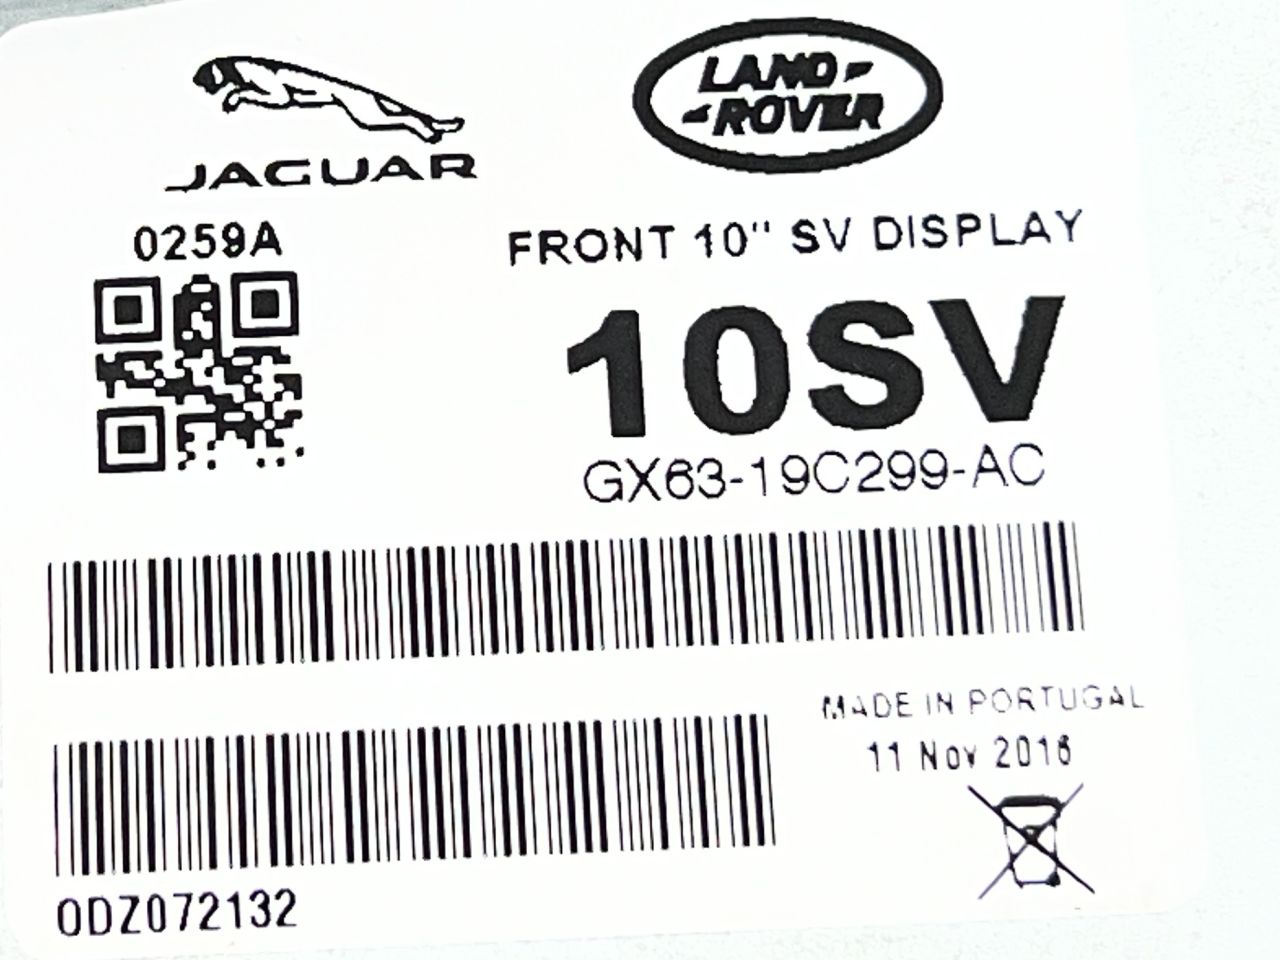 JAGUAR
LAND
ROVER
0259A
FRONT 10" SV DISPLAY
10SV
GX63-19C299-AC
MADE IN PORTUGAL
11 Nov 2016
0DZ072132